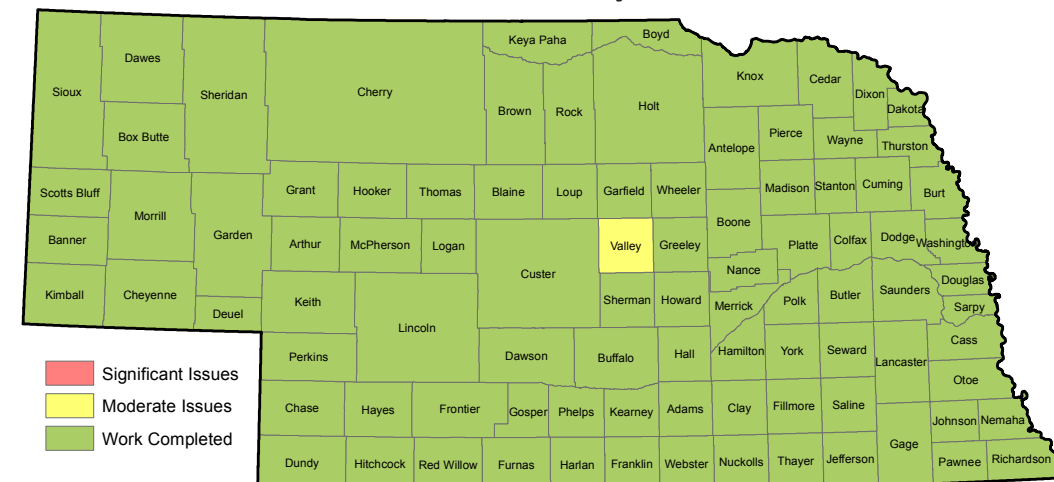 Keya Paha
Boyd
Dawes
Sioux
Sheridan
Cherry
Brown
Rock
Holt
Knox
Cedar
Dixon
Dakota
Box Butte
Antelope
Pierce
Wayne
Thurston
Scotts Bluff
Morrill
Garden
Grant
Hooker
Thomas
Blaine
Loup
Garfield
Wheeler
Madison
Stanton
Cuming
Burt
Banner
Arthur
McPherson
Logan
Custer
Valley
Greeley
Boone
Platte
Colfax
Dodge
Washington
Nance
Kimball
Cheyenne
Deuel
Keith
Lincoln
Sherman
Howard
Merrick
Polk
Butler
Saunders
Douglas
Sarpy
Perkins
Dawson
Buffalo
Hall
Hamilton
York
Seward
Lancaster
Cass
Otoe
Significant Issues
Moderate Issues
Work Completed
Chase
Hayes
Frontier
Gosper
Phelps
Kearney
Adams
Clay
Fillmore
Saline
Johnson
Nemaha
Gage
Dundy
Hitchcock
Red Willow
Furnas
Harlan
Franklin
Webster
Nuckolls
Thayer
Jefferson
Pawnee
Richardson